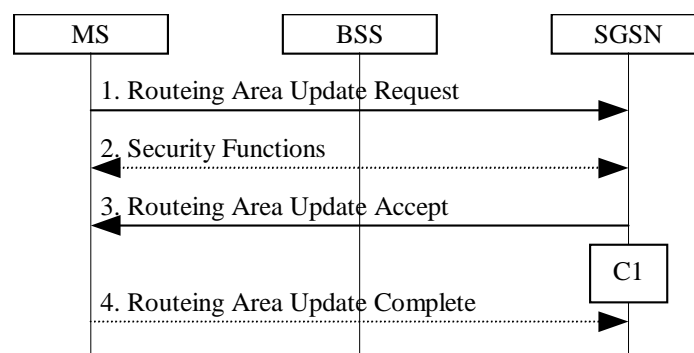 MS BSS SGSN
1. Routeing Area Update Request
2. Security Functions
3. Routeing Area Update Accept
C1
4. Routeing Area Update Complete